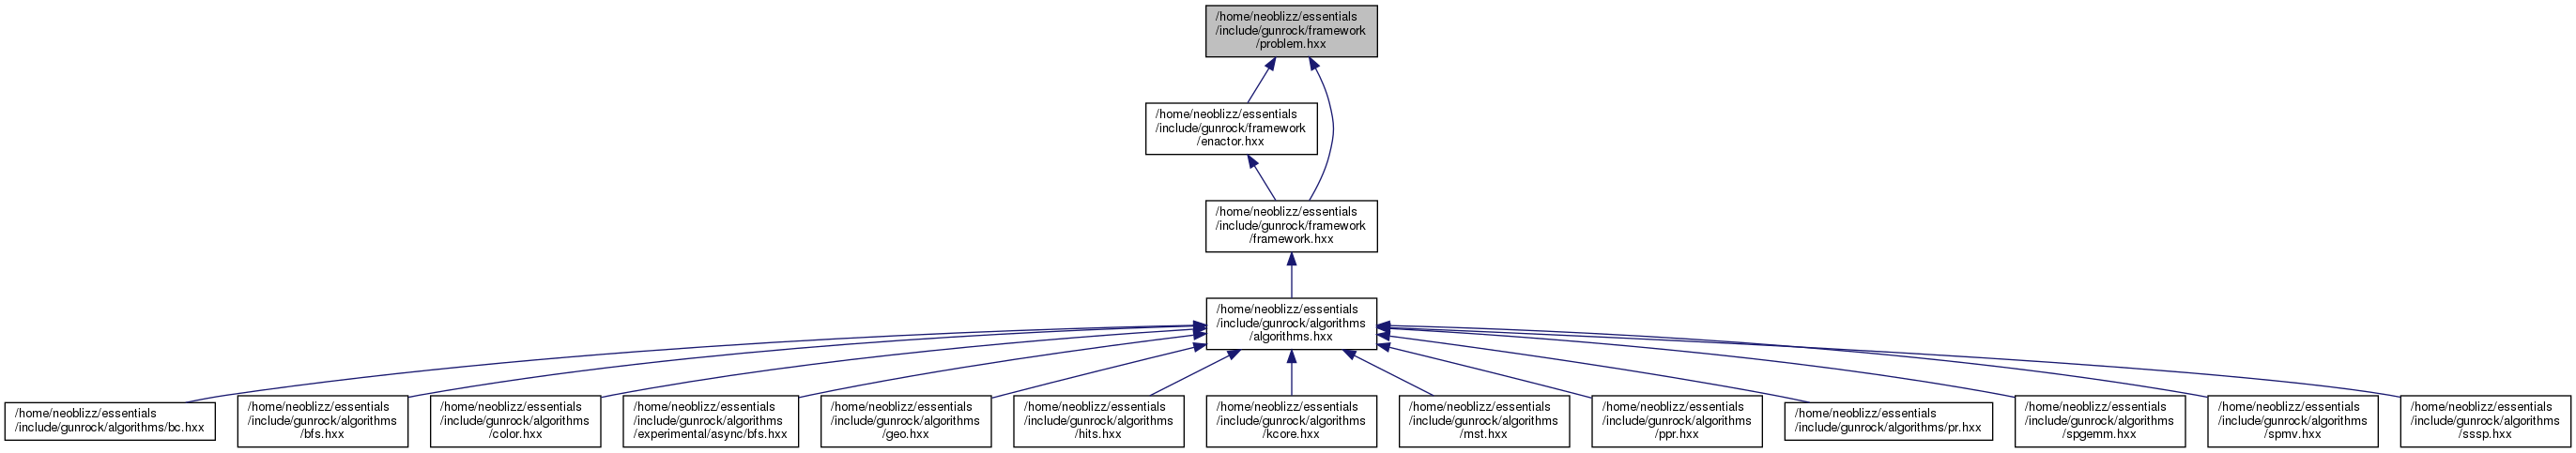 /home/neoblizz/essentials
/include/gunrock/framework
/problem.hxx
/home/neoblizz/essentials
/include/gunrock/framework
/enactor.hxx
/home/neoblizz/essentials
/include/gunrock/framework
/framework.hxx
/home/neoblizz/essentials
/include/gunrock/algorithms
/algorithms.hxx
/home/neoblizz/essentials
/include/gunrock/algorithms/bc.hxx
/home/neoblizz/essentials
/include/gunrock/algorithms
/bfs.hxx
/home/neoblizz/essentials
/include/gunrock/algorithms
/color.hxx
/home/neoblizz/essentials
/include/gunrock/algorithms
/experimental/async/bfs.hxx
/home/neoblizz/essentials
/include/gunrock/algorithms
/geo.hxx
/home/neoblizz/essentials
/include/gunrock/algorithms
/hits.hxx
/home/neoblizz/essentials
/include/gunrock/algorithms
/kcore.hxx
/home/neoblizz/essentials
/include/gunrock/algorithms
/mst.hxx
/home/neoblizz/essentials
/include/gunrock/algorithms
/ppr.hxx
/home/neoblizz/essentials
/include/gunrock/algorithms/pr.hxx
/home/neoblizz/essentials
/include/gunrock/algorithms
/spgemm.hxx
/home/neoblizz/essentials
/include/gunrock/algorithms
/spmv.hxx
/home/neoblizz/essentials
/include/gunrock/algorithms
/sssp.hxx